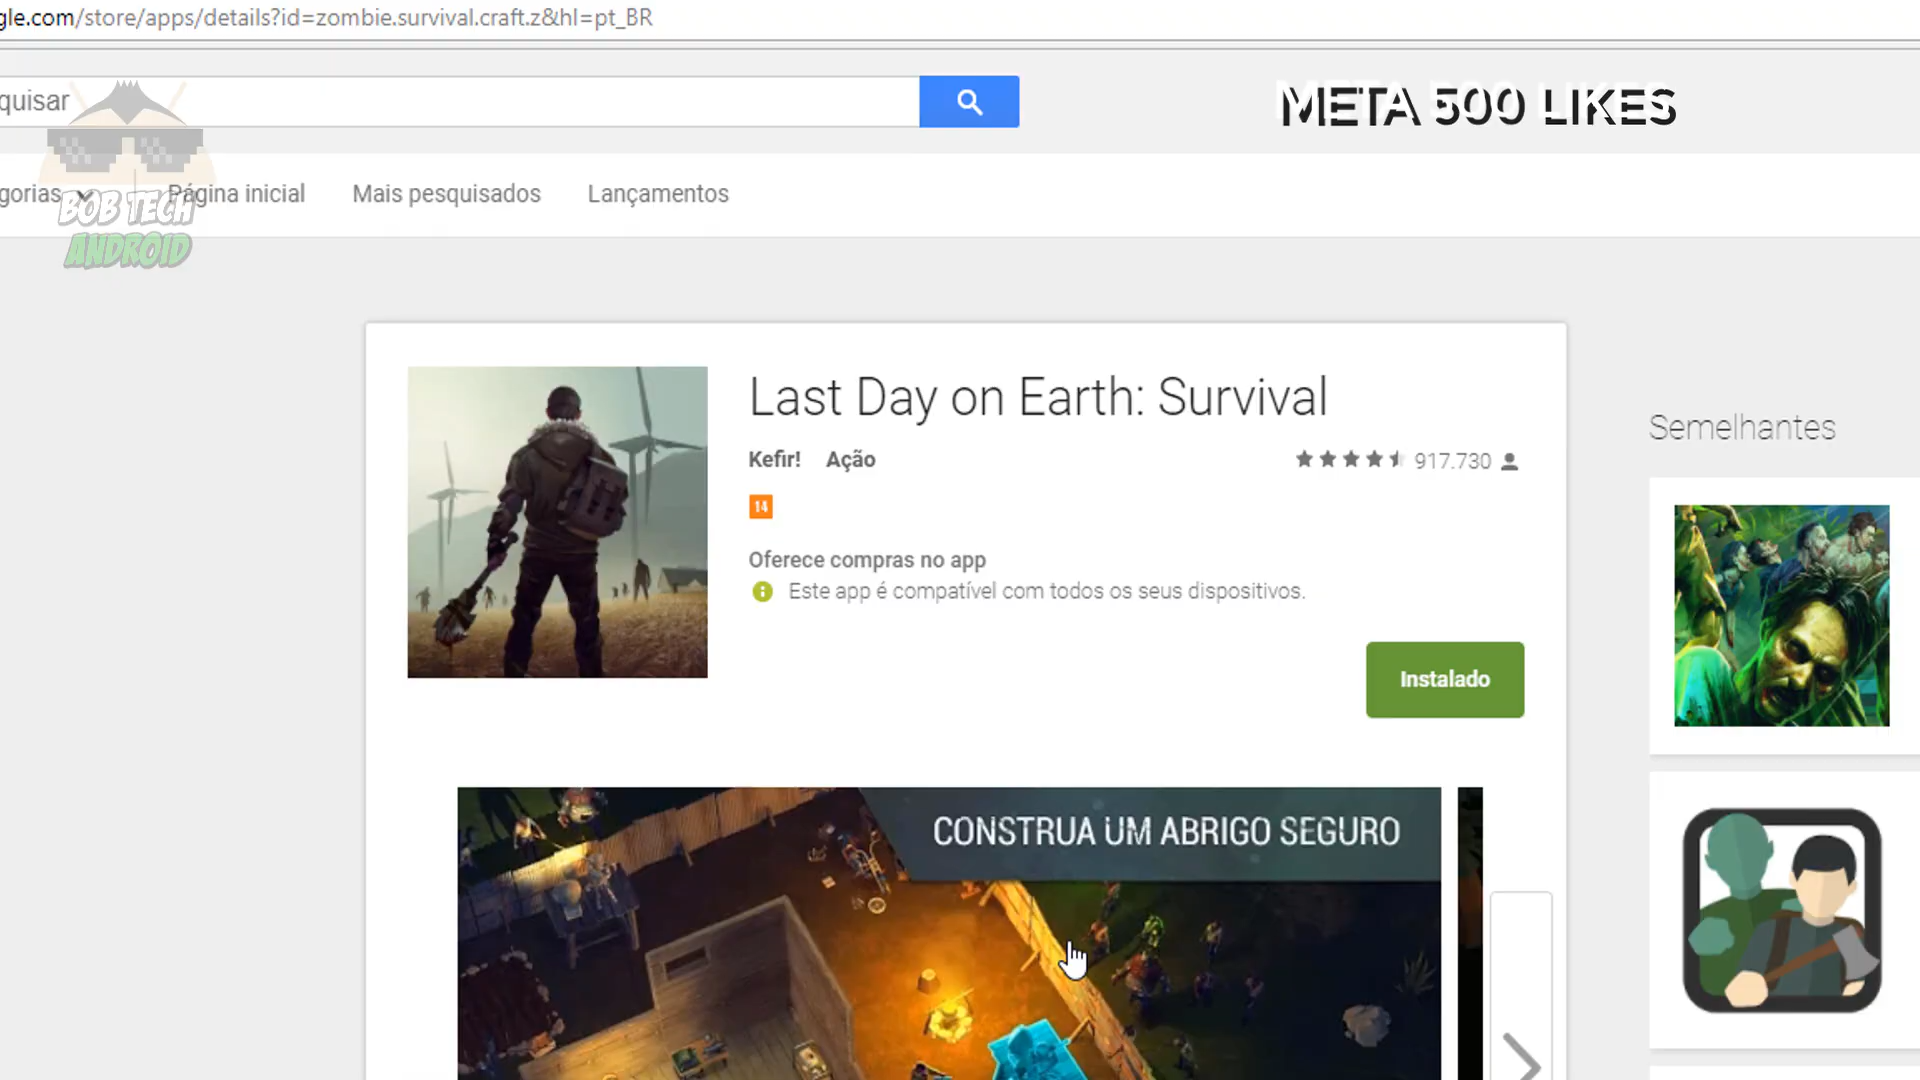 gle.com/store/apps/details?id=zombie.survival.craft.z&hl=pt_BR
quisar
META 500 LIKES
gorias
Página inicial
Mais pesquisados
Lançamentos
BOB TECH
ANDROID
Last Day on Earth: Survival
Kefir!
Ação
917.730
14
Oferece compras no app
Este app é compatível com todos os seus dispositivos.
Instalado
Semelhantes
CONSTRUA UM ABRIGO SEGURO